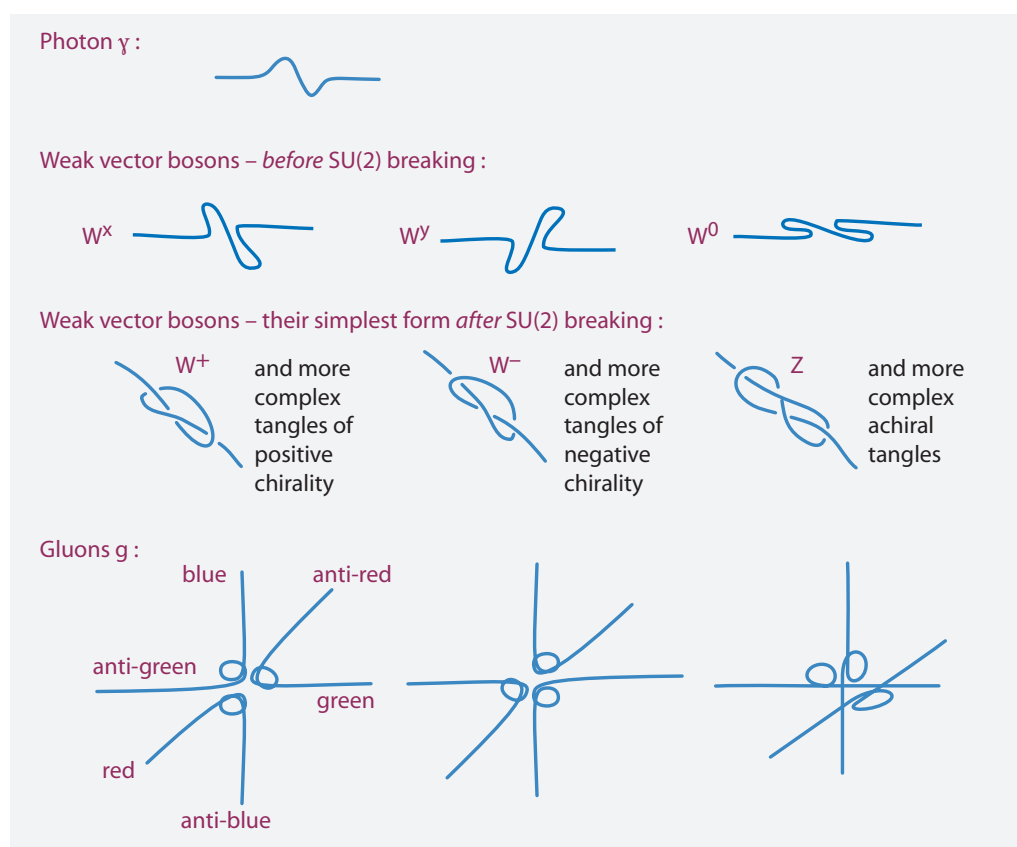 Photon γ :
Weak vector bosons – before SU(2) breaking :
Wx
Wy
W0
Weak vector bosons – their simplest form after SU(2) breaking :
W+
and more
complex
tangles of
positive
chirality
W–
and more
complex
tangles of
negative
chirality
Z
and more
complex
achiral
tangles
Gluons g :
blue
anti-red
anti-green
green
red
anti-blue